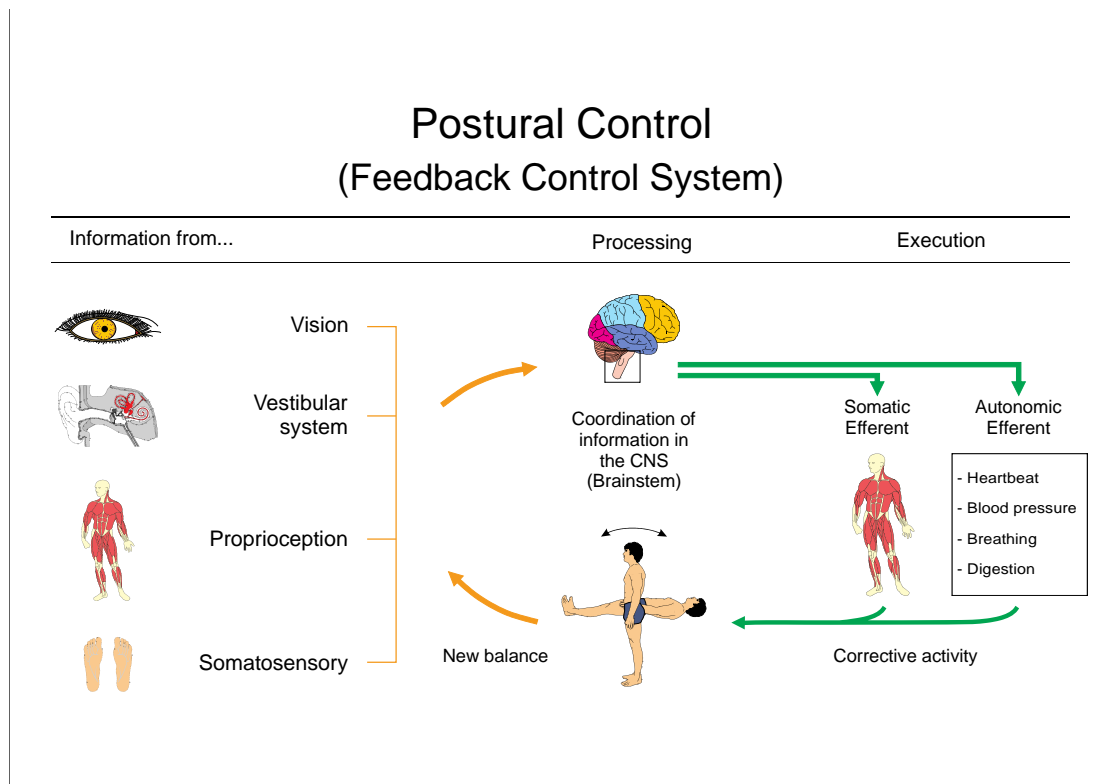 Postural Control
(Feedback Control System)
Information from...
Processing
Execution
Vision
Vestibular
system
Proprioception
Somatosensory
Coordination of
information in
the CNS
(Brainstem)
Somatic
Efferent
Autonomic
Efferent
- Heartbeat
- Blood pressure
- Breathing
- Digestion
New balance
Corrective activity